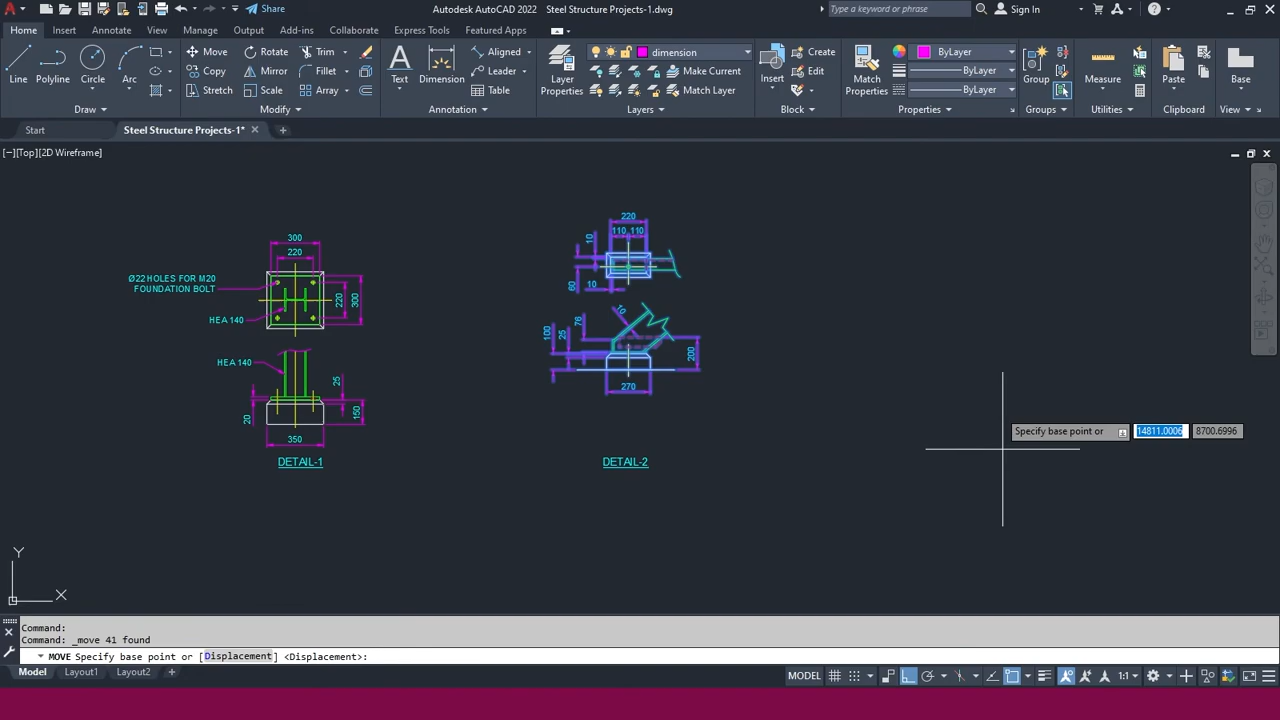 Share
Autodesk AutoCAD 2022 Steel Structure Projects-1.dwg
Type a keyword or phrase
Sign In
Home Insert Annotate View Manage Output Add-ins Collaborate Express Tools Featured Apps
Line
Polyline
Circle
Arc
Move Rotate Trim
Copy Mirror Fillet
Stretch Scale Array
Text
Dimension
Aligned
Leader
Table
Layer Properties
dimension
Make Current
Match Layer
Insert
Create
Edit
Match Properties
ByLayer
ByLayer
ByLayer
Group
Measure
Paste
Base
Draw Modify Annotation Layers Block Properties Groups Utilities Clipboard View
Start Steel Structure Projects-1*
[−][Top][2D Wireframe]
300
220
Ø22 HOLES FOR M20
FOUNDATION BOLT
220
300
HEA 140
HEA 140
25
20
150
350
DETAIL-1
220
110 110
10
60
10
10
76
100
25
200
270
DETAIL-2
Specify base point or 14811.0006 8700.6996
Y
X
Command:
Command: _move 41 found
MOVE Specify base point or [Displacement] <Displacement>:
Model Layout1 Layout2
MODEL
1:1